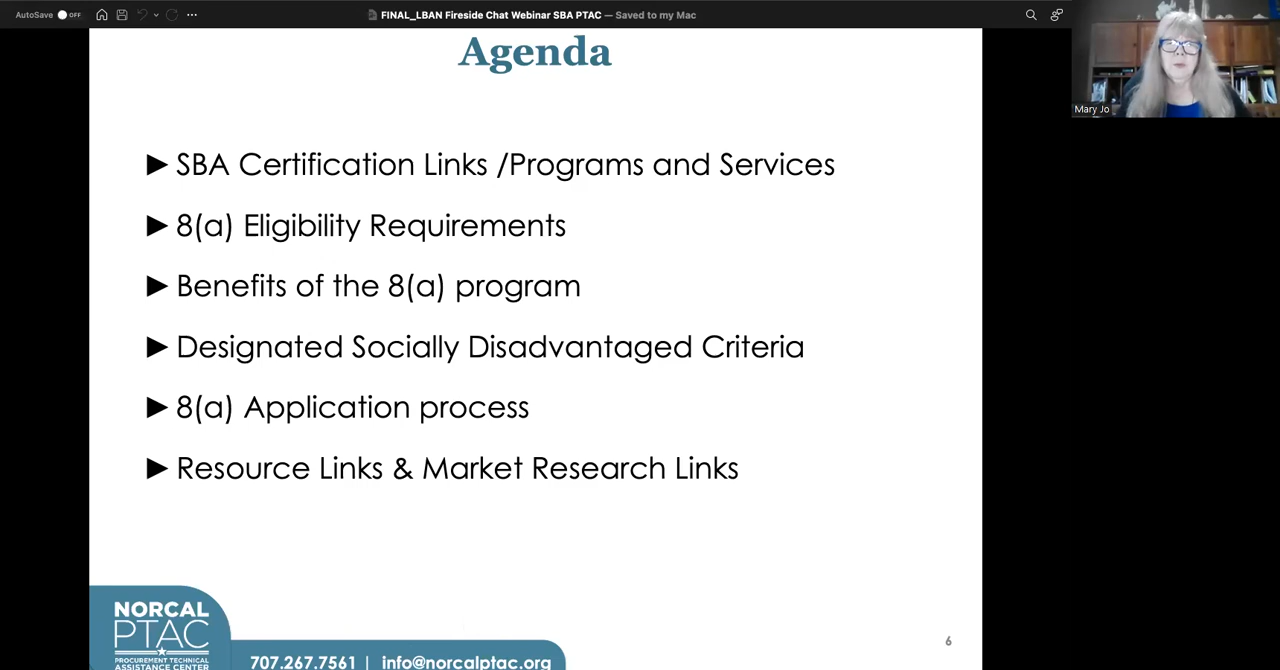 AutoSave OFF
FINAL_LBAN Fireside Chat Webinar SBA PTAC — Saved to my Mac
Mary Jo
Agenda
►SBA Certification Links /Programs and Services
►8(a) Eligibility Requirements
►Benefits of the 8(a) program
►Designated Socially Disadvantaged Criteria
►8(a) Application process
►Resource Links & Market Research Links
NORCAL
PTAC
PROCUREMENT TECHNICAL
ASSISTANCE CENTER
707.267.7561 | info@norcalptac.org
6